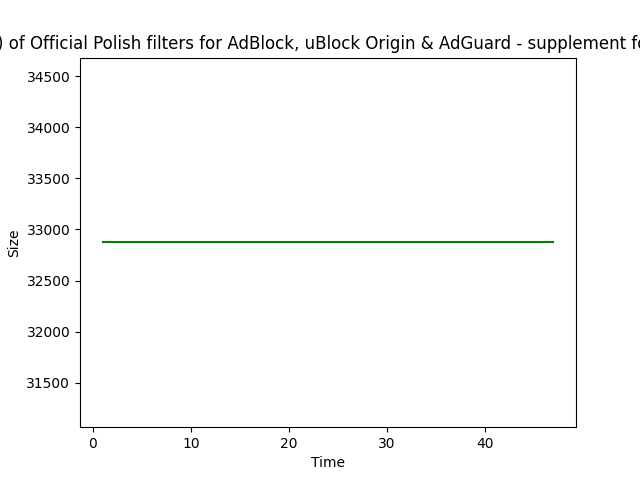 ) of Official Polish filters for AdBlock, uBlock Origin & AdGuard - supplement fo
34500
34000
33500
33000
32500
32000
31500
Size
0 10 20 30 40
Time